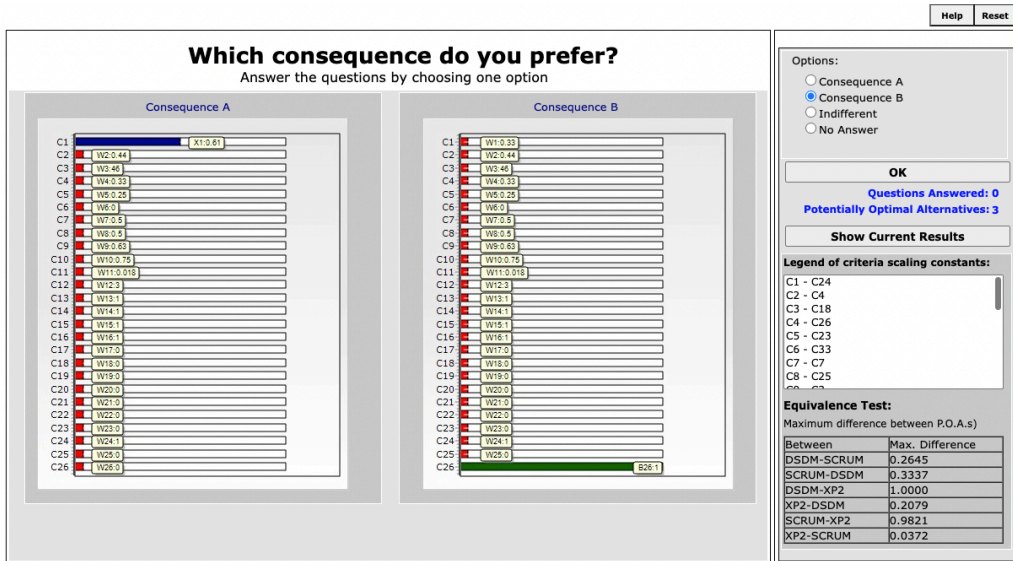 Help Reset
Which consequence do you prefer?
Answer the questions by choosing one option
Consequence A
C1 X1:0.61
C2 W2:0.44
C3 W3:46
C4 W4:0.33
C5 W5:0.25
C6 W6:0
C7 W7:0.5
C8 W8:0.5
C9 W9:0.63
C10 W10:0.75
C11 W11:0.018
C12 W12:3
C13 W13:1
C14 W14:1
C15 W15:1
C16 W16:1
C17 W17:0
C18 W18:0
C19 W19:0
C20 W20:0
C21 W21:0
C22 W22:0
C23 W23:0
C24 W24:1
C25 W25:0
C26 W26:0
Consequence B
C1 W1:0.33
C2 W2:0.44
C3 W3:46
C4 W4:0.33
C5 W5:0.25
C6 W6:0
C7 W7:0.5
C8 W8:0.5
C9 W9:0.63
C10 W10:0.75
C11 W11:0.018
C12 W12:3
C13 W13:1
C14 W14:1
C15 W15:1
C16 W16:1
C17 W17:0
C18 W18:0
C19 W19:0
C20 W20:0
C21 W21:0
C22 W22:0
C23 W23:0
C24 W24:1
C25 W25:0
C26 B26:1
Options:
Consequence A
Consequence B
Indifferent
No Answer
OK
Questions Answered: 0
Potentially Optimal Alternatives: 3
Show Current Results
Legend of criteria scaling constants:
C1 - C24
C2 - C4
C3 - C18
C4 - C26
C5 - C23
C6 - C33
C7 - C7
C8 - C25
Equivalence Test:
Maximum difference between P.O.A.s)
Between Max. Difference
DSDM-SCRUM 0.2645
SCRUM-DSDM 0.3337
DSDM-XP2 1.0000
XP2-DSDM 0.2079
SCRUM-XP2 0.9821
XP2-SCRUM 0.0372